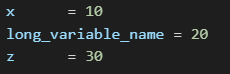 x      = 10
long_variable_name = 20
z      = 30